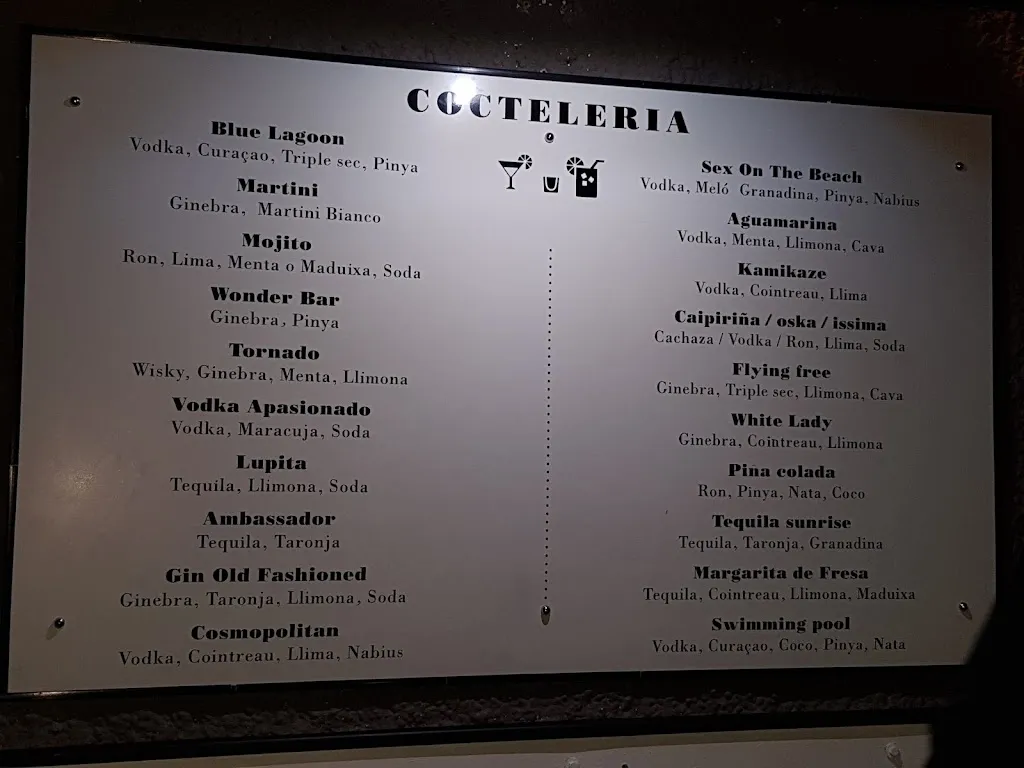 COCTELERIA
Blue Lagoon
Vodka, Curaçao, Triple sec, Pinya
Martini
Ginebra, Martini Bianco
Mojito
Ron, Lima, Menta o Maduixa, Soda
Wonder Bar
Ginebra, Pinya
Tornado
Wisky, Ginebra, Menta, Llimona
Vodka Apasionado
Vodka, Maracuja, Soda
Lupita
Tequila, Llimona, Soda
Ambassador
Tequila, Taronja
Gin Old Fashioned
Ginebra, Taronja, Llimona, Soda
Cosmopolitan
Vodka, Cointreau, Llima, Nabius
Sex On The Beach
Vodka, Meló Granadina, Pinya, Nabius
Aguamarina
Vodka, Menta, Llimona, Cava
Kamikaze
Vodka, Cointreau, Llima
Caipiriña / oska / issima
Cachaza / Vodka / Ron, Llima, Soda
Flying free
Ginebra, Triple sec, Llimona, Cava
White Lady
Ginebra, Cointreau, Llimona
Piña colada
Ron, Pinya, Nata, Coco
Tequila sunrise
Tequila, Taronja, Granadina
Margarita de Fresa
Tequila, Cointreau, Llimona, Maduixa
Swimming pool
Vodka, Curaçao, Coco, Pinya, Nata